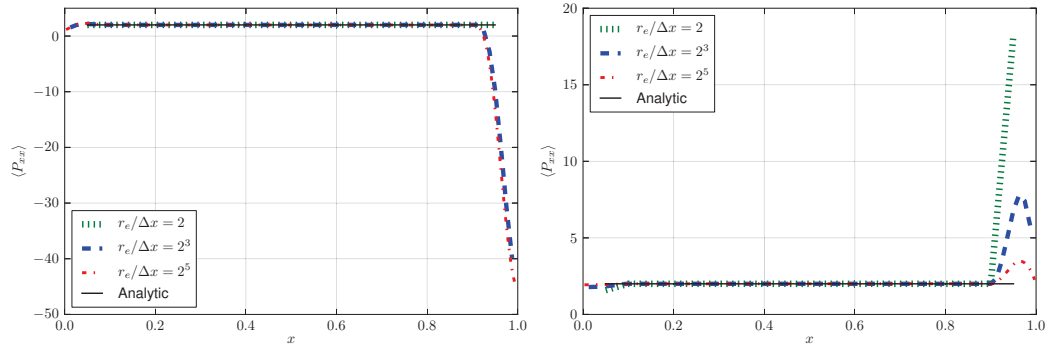 0
−10
−20
−30
−40
−50
⟨P_xx⟩
r_e/Δx = 2
r_e/Δx = 2^3
r_e/Δx = 2^5
Analytic
0.0 0.2 0.4 0.6 0.8 1.0
x
20
15
10
5
0
⟨P_xx⟩
r_e/Δx = 2
r_e/Δx = 2^3
r_e/Δx = 2^5
Analytic
0.0 0.2 0.4 0.6 0.8 1.0
x